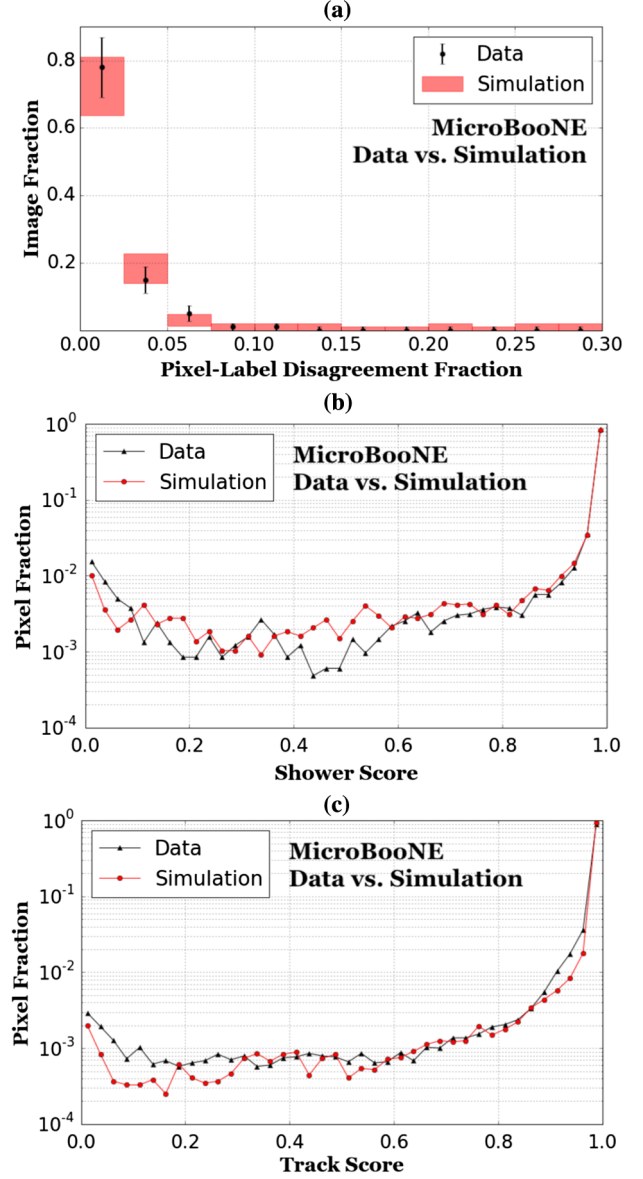 (a)
0.8
0.6
0.4
0.2
Image Fraction
Data
Simulation
MicroBooNE
Data vs. Simulation
0.00 0.05 0.10 0.15 0.20 0.25 0.30
Pixel-Label Disagreement Fraction
(b)
10^0
10^-1
10^-2
10^-3
10^-4
Pixel Fraction
Data
Simulation
MicroBooNE
Data vs. Simulation
0.0 0.2 0.4 0.6 0.8 1.0
Shower Score
(c)
10^0
10^-1
10^-2
10^-3
10^-4
Pixel Fraction
Data
Simulation
MicroBooNE
Data vs. Simulation
0.0 0.2 0.4 0.6 0.8 1.0
Track Score